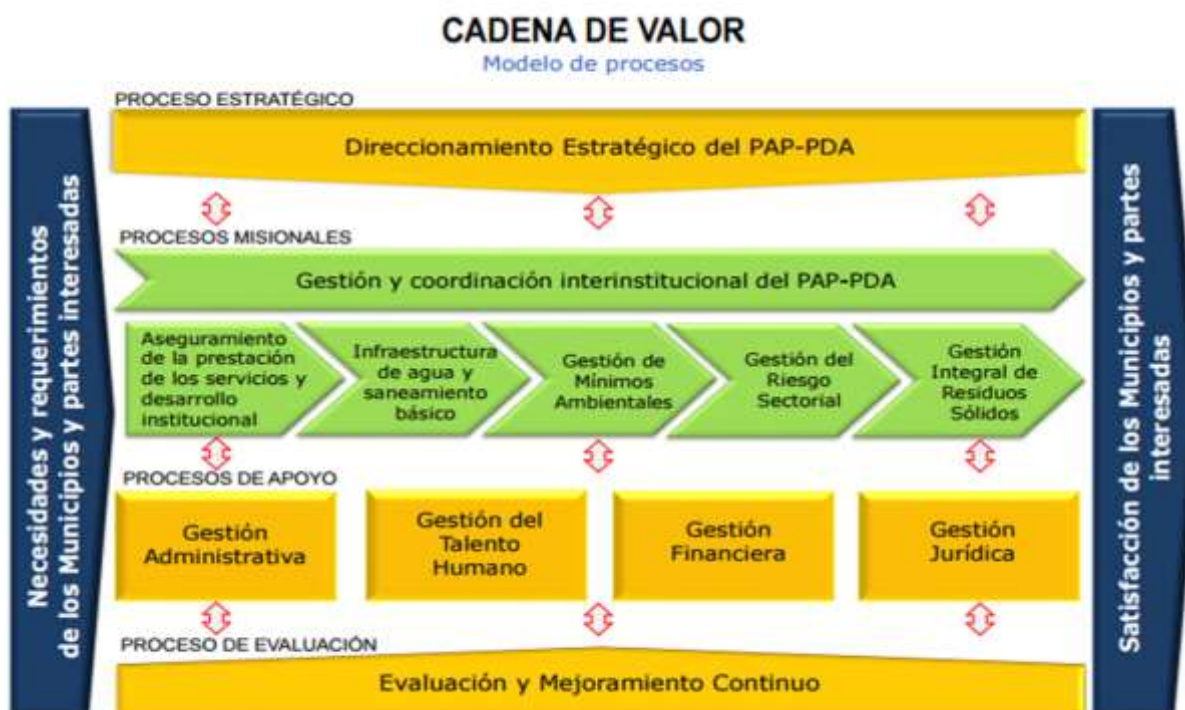 CADENA DE VALOR
Modelo de procesos
Necesidades y requerimientos
de los Municipios y partes interesadas
PROCESO ESTRATÉGICO
Direccionamiento Estratégico del PAP-PDA
PROCESOS MISIONALES
Gestión y coordinación interinstitucional del PAP-PDA
Aseguramiento
de la prestación
de los servicios y
desarrollo
institucional
Infraestructura
de agua y
saneamiento
básico
Gestión de
Mínimos
Ambientales
Gestión del
Riesgo
Sectorial
Gestión
Integral de
Residuos
Sólidos
PROCESOS DE APOYO
Gestión
Administrativa
Gestión del
Talento
Humano
Gestión
Financiera
Gestión
Jurídica
PROCESO DE EVALUACIÓN
Evaluación y Mejoramiento Continuo
Satisfacción de los Municipios y partes
interesadas